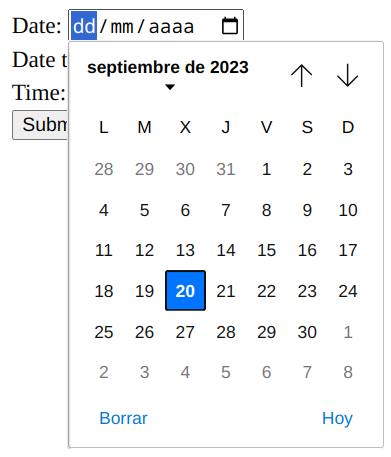 Date: dd/mm/aaaa
septiembre de 2023
Date t
L M X J V S D
Time:
Subm
28 29 30 31 1 2 3
4 5 6 7 8 9 10
11 12 13 14 15 16 17
18 19 20 21 22 23 24
25 26 27 28 29 30 1
2 3 4 5 6 7 8
Borrar Hoy